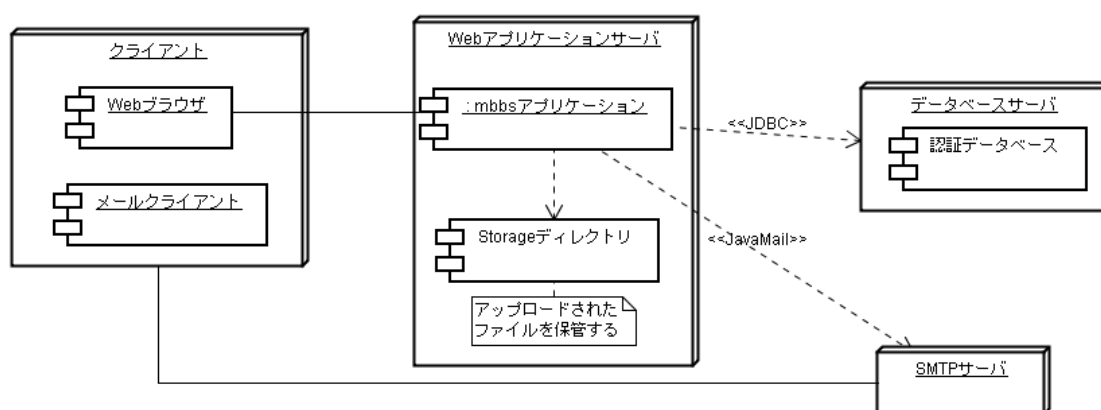 クライアント
Webブラウザ
メールクライアント
Webアプリケーションサーバ
: mbbsアプリケーション
Storageディレクトリ
アップロードされた
ファイルを保管する
<<JDBC>>
<<JavaMail>>
データベースサーバ
認証データベース
SMTPサーバ